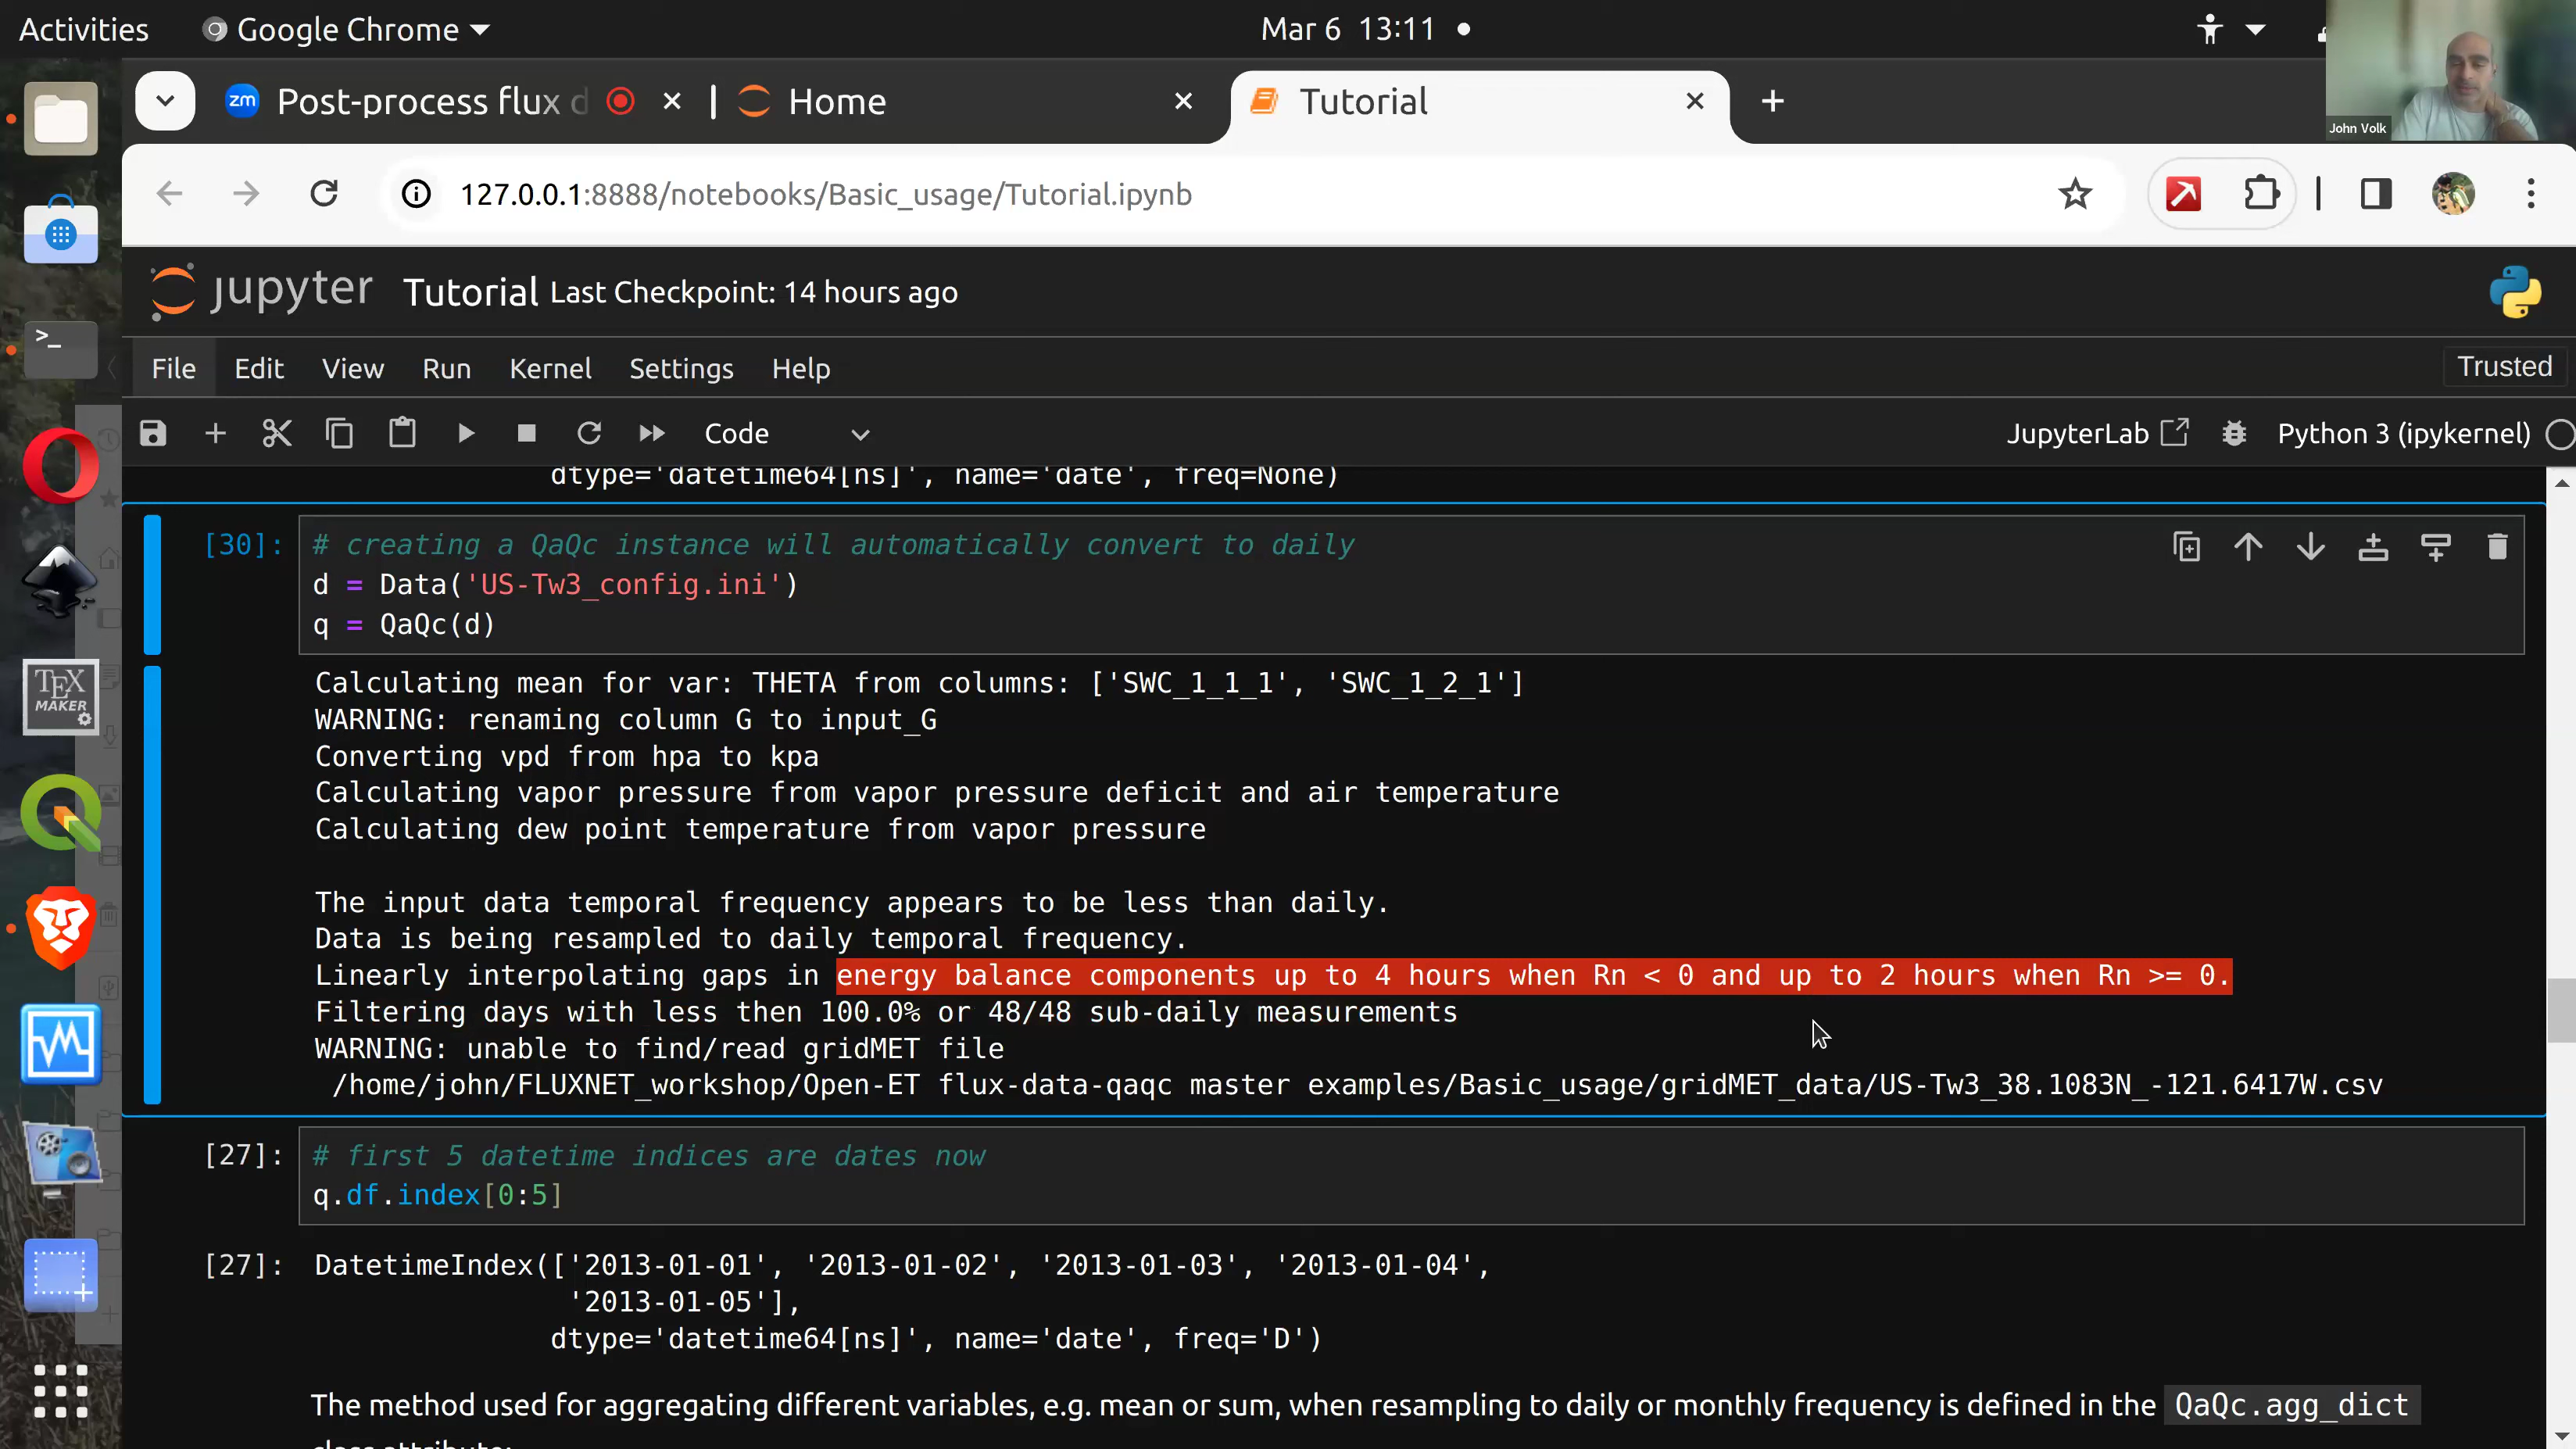 Activities
Google Chrome
Mar 6 13:11
John Volk
zm Post-process flux d
Home
Tutorial
127.0.0.1:8888/notebooks/Basic_usage/Tutorial.ipynb
jupyter Tutorial Last Checkpoint: 14 hours ago
File Edit View Run Kernel Settings Help Trusted
Code JupyterLab Python 3 (ipykernel)
dtype='datetime64[ns]', name='date', freq=None)
[30]: # creating a QaQc instance will automatically convert to daily
d = Data('US-Tw3_config.ini')
q = QaQc(d)
Calculating mean for var: THETA from columns: ['SWC_1_1_1', 'SWC_1_2_1']
WARNING: renaming column G to input_G
Converting vpd from hpa to kpa
Calculating vapor pressure from vapor pressure deficit and air temperature
Calculating dew point temperature from vapor pressure
The input data temporal frequency appears to be less than daily.
Data is being resampled to daily temporal frequency.
Linearly interpolating gaps in energy balance components up to 4 hours when Rn < 0 and up to 2 hours when Rn >= 0.
Filtering days with less then 100.0% or 48/48 sub-daily measurements
WARNING: unable to find/read gridMET file
/home/john/FLUXNET_workshop/Open-ET flux-data-qaqc master examples/Basic_usage/gridMET_data/US-Tw3_38.1083N_-121.6417W.csv
[27]: # first 5 datetime indices are dates now
q.df.index[0:5]
[27]: DatetimeIndex(['2013-01-01', '2013-01-02', '2013-01-03', '2013-01-04',
'2013-01-05'],
dtype='datetime64[ns]', name='date', freq='D')
The method used for aggregating different variables, e.g. mean or sum, when resampling to daily or monthly frequency is defined in the QaQc.agg_dict
>_
TEX
MAKER